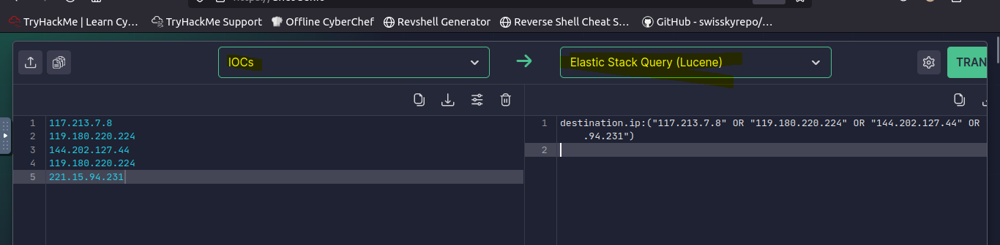 TryHackMe | Learn Cy… TryHackMe Support Offline CyberChef Revshell Generator Reverse Shell Cheat S… GitHub - swisskyrepo/…
IOCs Elastic Stack Query (Lucene) TRAN
1 117.213.7.8
2 119.180.220.224
3 144.202.127.44
4 119.180.220.224
5 221.15.94.231
1 destination.ip:("117.213.7.8" OR "119.180.220.224" OR "144.202.127.44" OR
.94.231")
2